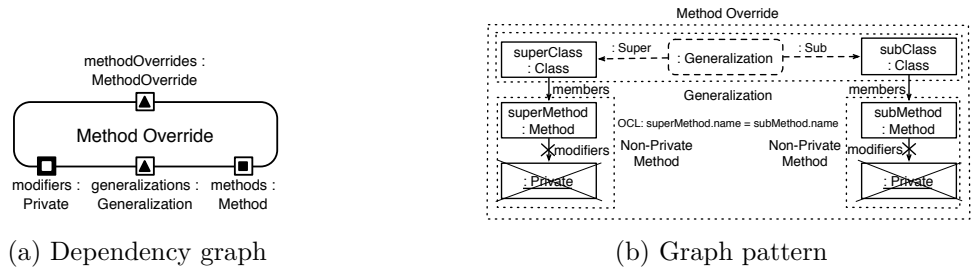 methodOverrides :
MethodOverride
Method Override
modifiers :
Private
generalizations :
Generalization
methods :
Method
(a) Dependency graph
Method Override
superClass
: Class
: Super
: Generalization
: Sub
subClass
: Class
members
Generalization
members
superMethod
: Method
OCL: superMethod.name = subMethod.name
subMethod
: Method
modifiers
Non-Private
Method
Non-Private
Method
modifiers
: Private
: Private
(b) Graph pattern